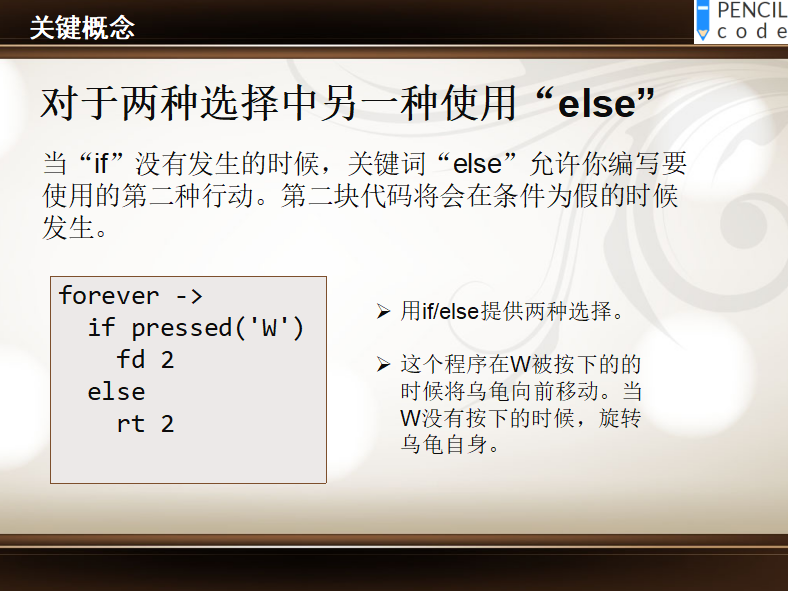 关键概念
PENCIL
code
对于两种选择中另一种使用“else”
当“if”没有发生的时候，关键词“else”允许你编写要
使用的第二种行动。第二块代码将会在条件为假的时候
发生。
forever ->
  if pressed('W')
    fd 2
  else
    rt 2
用if/else提供两种选择。
这个程序在W被按下的的
时候将乌龟向前移动。当
W没有按下的时候，旋转
乌龟自身。